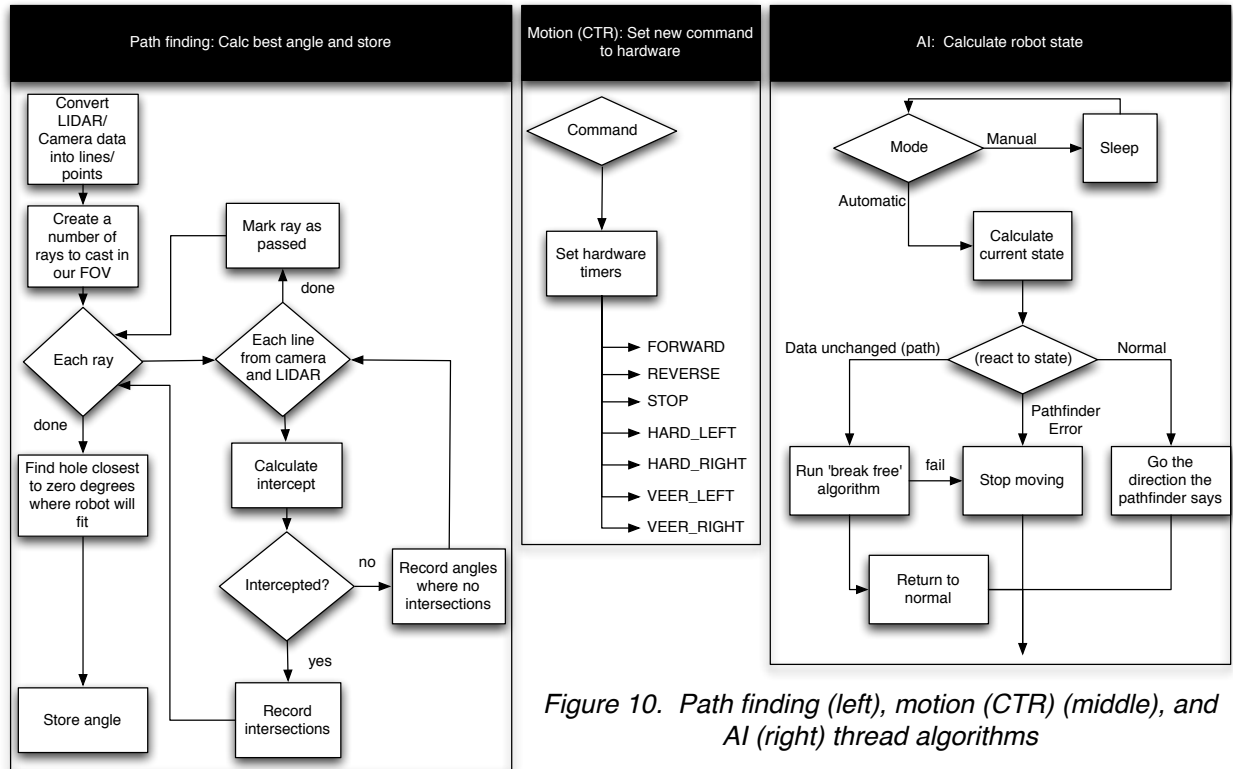 Path finding: Calc best angle and store
Convert
LIDAR/
Camera data
into lines/
points
Create a
number of
rays to cast in
our FOV
Mark ray as
passed
done
Each ray
Each line
from camera
and LIDAR
done
Find hole closest
to zero degrees
where robot will
fit
Calculate
intercept
Intercepted?
no
Record angles
where no
intersections
yes
Store angle
Record
intersections
Motion (CTR): Set new command
to hardware
Command
Set hardware
timers
FORWARD
REVERSE
STOP
HARD_LEFT
HARD_RIGHT
VEER_LEFT
VEER_RIGHT
AI:  Calculate robot state
Mode
Manual
Sleep
Automatic
Calculate
current state
Data unchanged (path)
(react to state)
Normal
Pathfinder
Error
Run 'break free'
algorithm
fail
Stop moving
Go the
direction the
pathfinder says
Return to
normal
Figure 10.  Path finding (left), motion (CTR) (middle), and
AI (right) thread algorithms